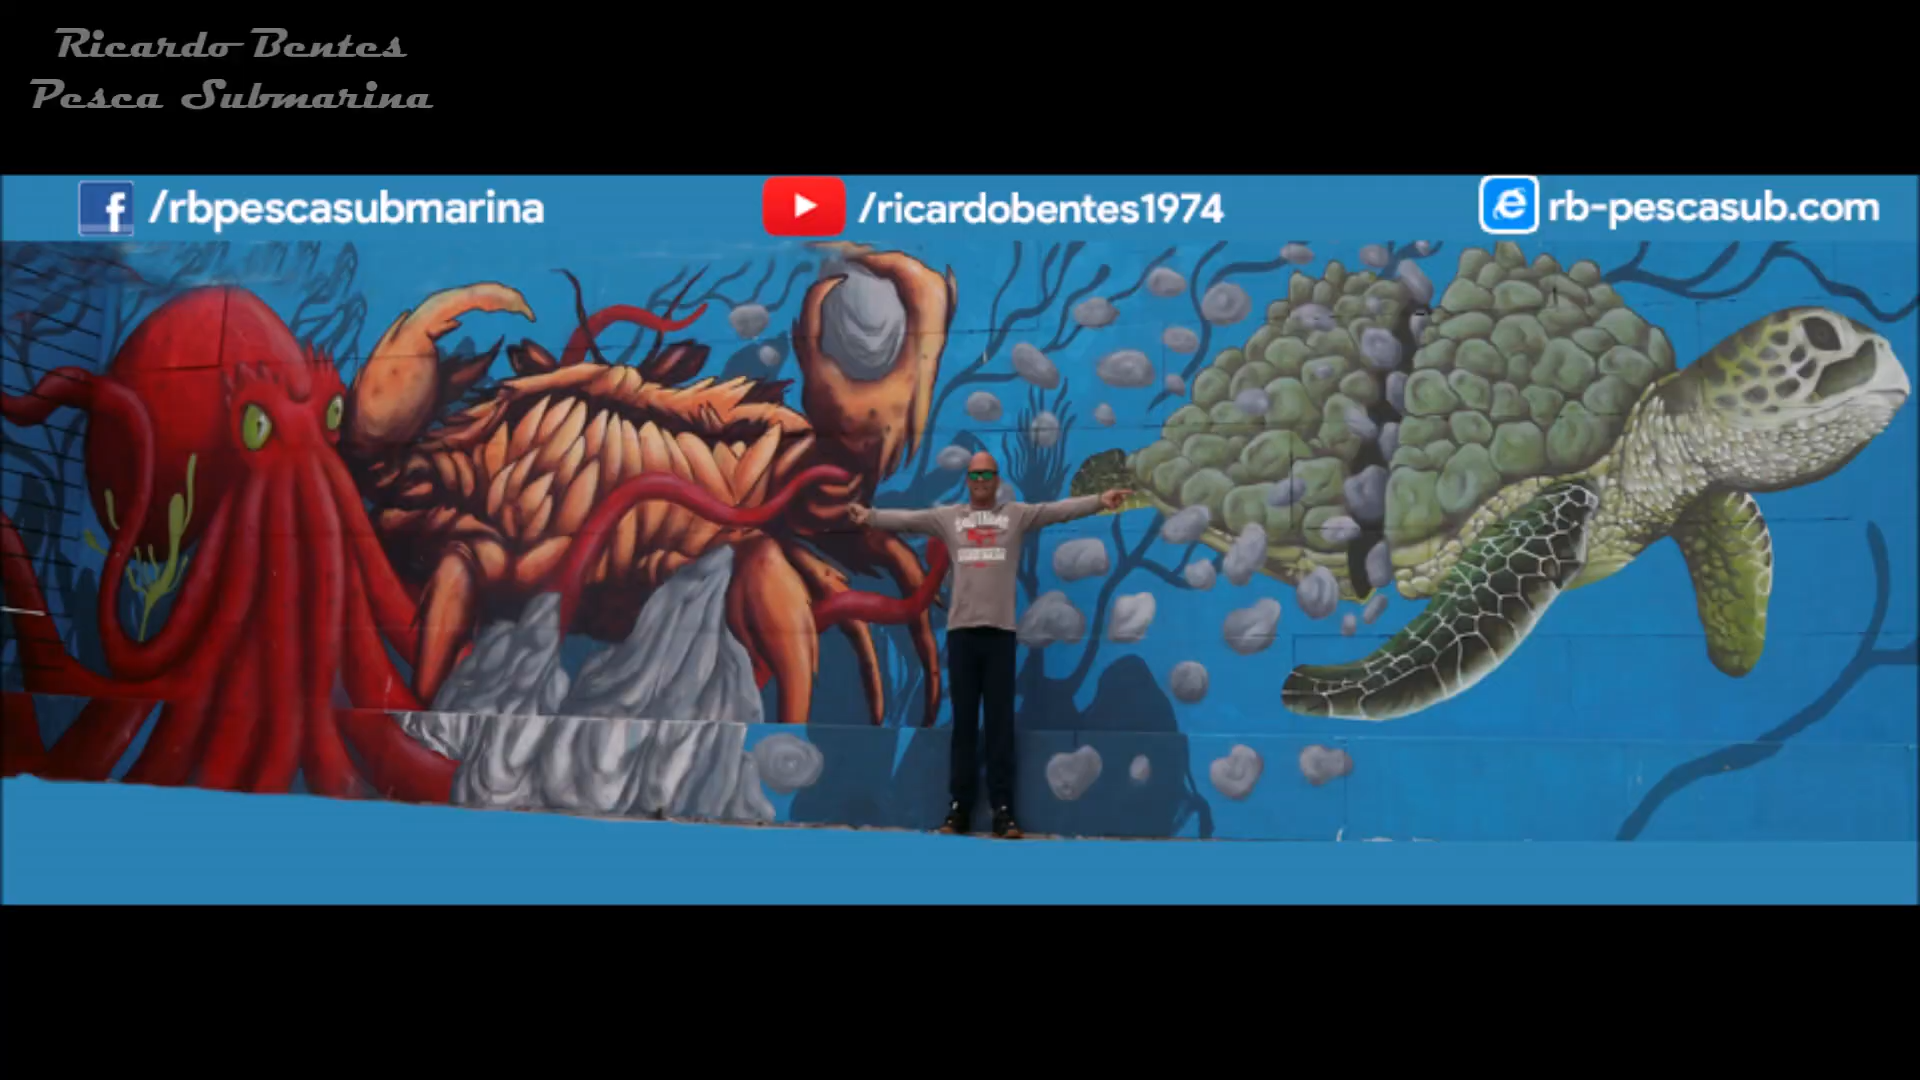 Ricardo Bentes
Pesca Submarina
/rbpescasubmarina
/ricardobentes1974
rb-pescasub.com